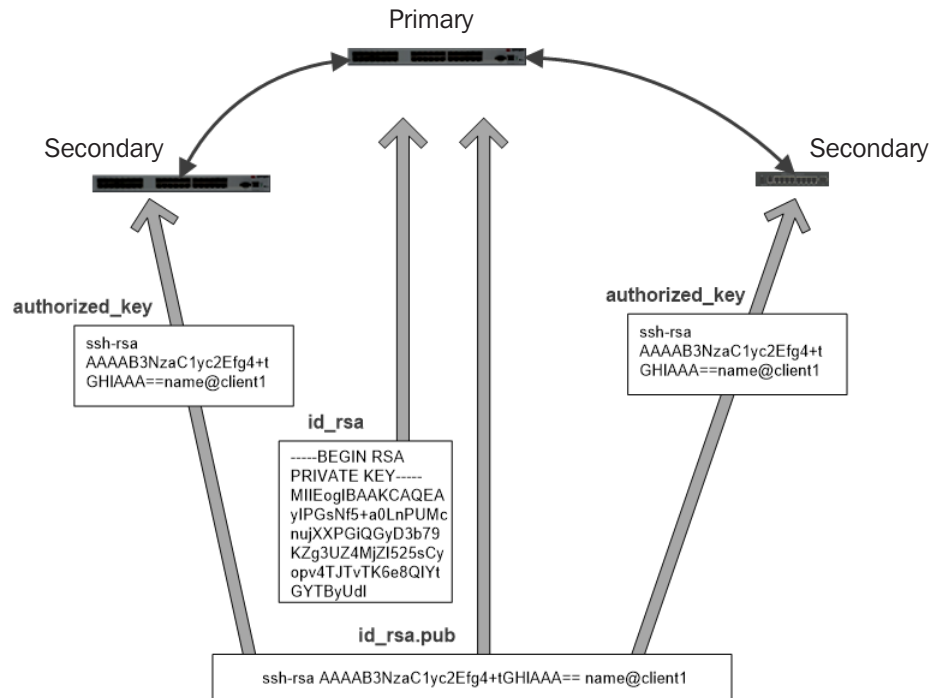 Primary
Secondary
Secondary
authorized_key
ssh-rsa
AAAAB3NzaC1yc2Efg4+t
GHIAAA==name@client1
authorized_key
ssh-rsa
AAAAB3NzaC1yc2Efg4+t
GHIAAA==name@client1
id_rsa
-----BEGIN RSA
PRIVATE KEY-----
MIIEogIBAAKCAQEA
yIPGsNf5+a0LnPUMc
nujXXPGiQGyD3b79
KZg3UZ4MjZI525sCy
opv4TJTvTK6e8QIYt
GYTByUdI
id_rsa.pub
ssh-rsa AAAAB3NzaC1yc2Efg4+tGHIAAA== name@client1